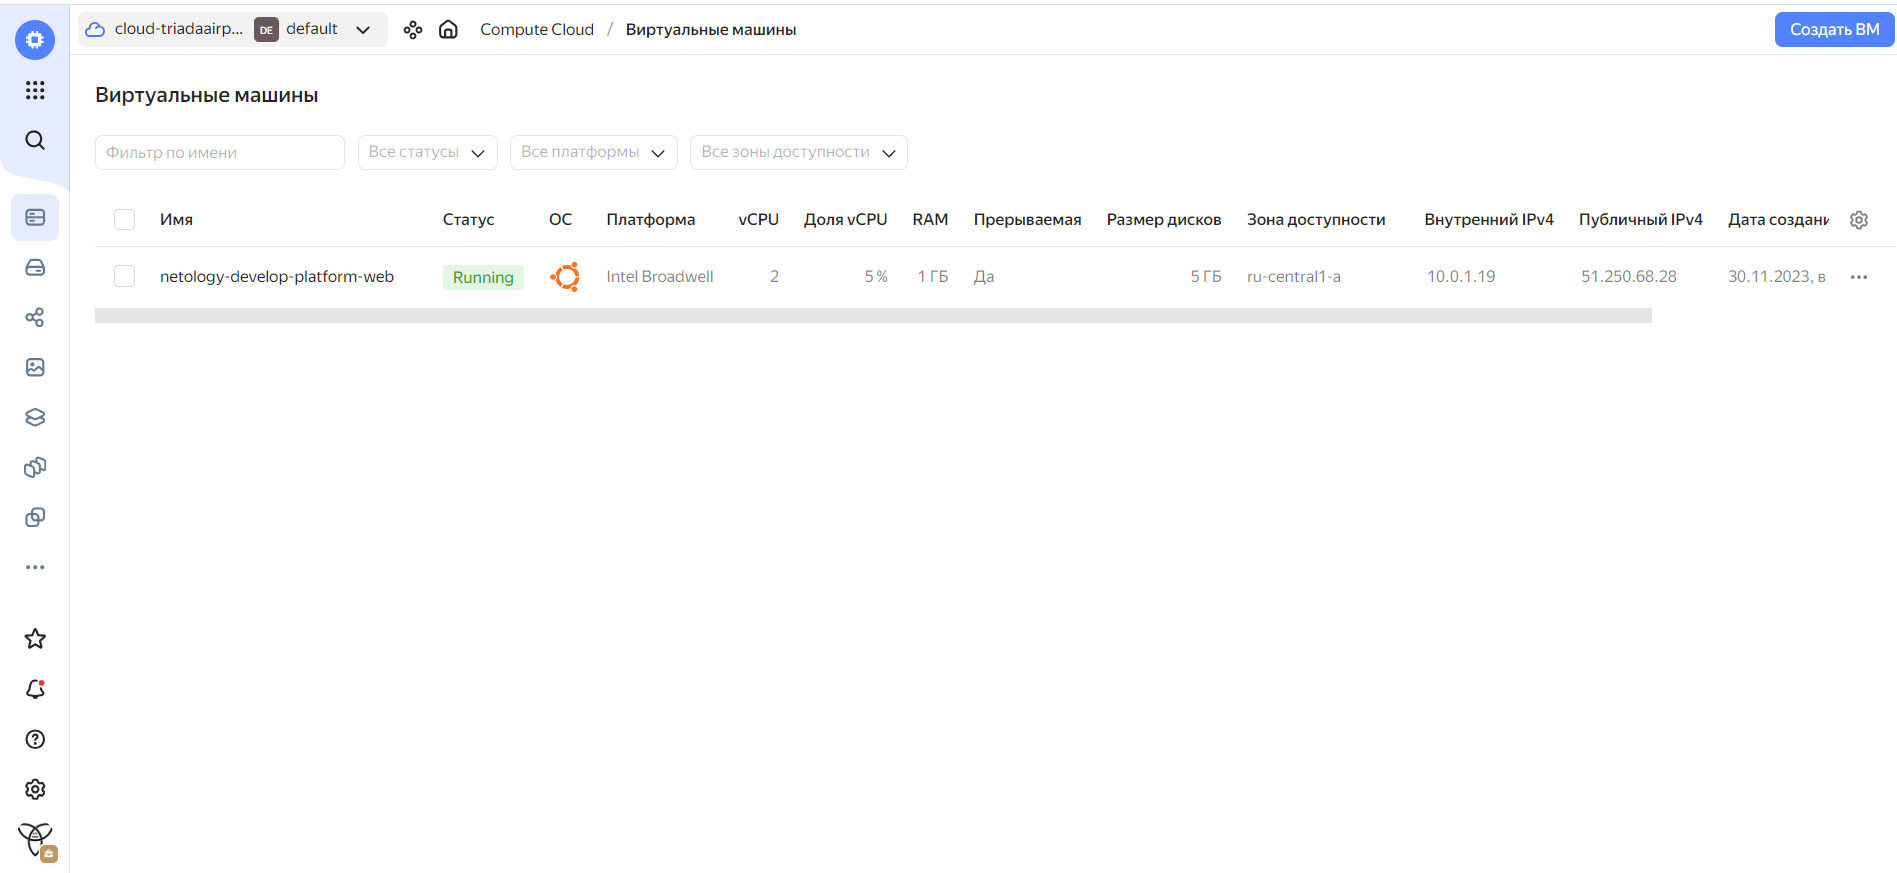 cloud-triadaairp... DE default Compute Cloud / Виртуальные машины Создать ВМ
Виртуальные машины
Фильтр по имени Все статусы Все платформы Все зоны доступности
Имя Статус ОС Платформа vCPU Доля vCPU RAM Прерываемая Размер дисков Зона доступности Внутренний IPv4 Публичный IPv4 Дата создани
netology-develop-platform-web Running Intel Broadwell 2 5 % 1 ГБ Да 5 ГБ ru-central1-a 10.0.1.19 51.250.68.28 30.11.2023, в